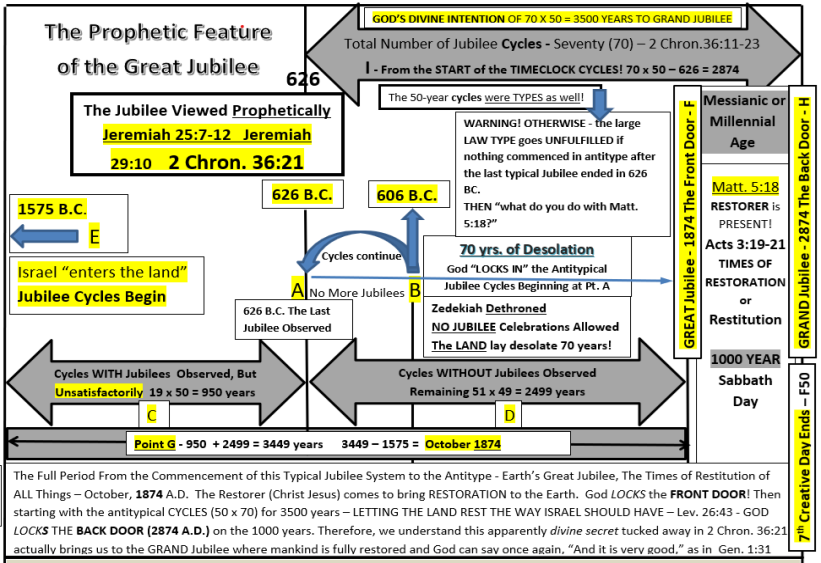 The Prophetic Feature
of the Great Jubilee
GOD'S DIVINE INTENTION OF 70 X 50 = 3500 YEARS TO GRAND JUBILEE
Total Number of Jubilee Cycles - Seventy (70) – 2 Chron.36:11-23
I - From the START of the TIMECLOCK CYCLES! 70 x 50 – 626 = 2874
626
The Jubilee Viewed Prophetically
Jeremiah 25:7-12   Jeremiah
29:10   2 Chron. 36:21
The 50-year cycles were TYPES as well!
WARNING! OTHERWISE - the large
LAW TYPE goes UNFULFILLED if
nothing commenced in antitype after
the last typical Jubilee ended in 626
BC.
THEN "what do you do with Matt.
5:18?"
GREAT Jubilee - 1874 The Front Door - F
Messianic or
Millennial
Age
Matt. 5:18
RESTORER is
PRESENT!
Acts 3:19-21
TIMES OF
RESTORATION
or
Restitution
1000 YEAR
Sabbath
Day
GRAND Jubilee - 2874 The Back Door - H
7th Creative Day Ends – F50
626 B.C.
606 B.C.
1575 B.C.
E
Israel "enters the land"
Jubilee Cycles Begin
Cycles continue
A
No More Jubilees
B
70 yrs. of Desolation
God "LOCKS IN" the Antitypical
Jubilee Cycles Beginning at Pt. A
626 B.C. The Last
Jubilee Observed
Zedekiah Dethroned
NO JUBILEE Celebrations Allowed
The LAND lay desolate 70 years!
Cycles WITH Jubilees Observed, But
Unsatisfactorily 19 x 50 = 950 years
C
Cycles WITHOUT Jubilees Observed
Remaining 51 x 49 = 2499 years
D
Point G - 950 + 2499 = 3449 years   3449 – 1575 = October 1874
The Full Period From the Commencement of this Typical Jubilee System to the Antitype - Earth's Great Jubilee, The Times of Restitution of
ALL Things – October, 1874 A.D. The Restorer (Christ Jesus) comes to bring RESTORATION to the Earth. God LOCKS the FRONT DOOR! Then
starting with the antitypical CYCLES (50 x 70) for 3500 years – LETTING THE LAND REST THE WAY ISRAEL SHOULD HAVE – Lev. 26:43 - GOD
LOCKS THE BACK DOOR (2874 A.D.) on the 1000 years. Therefore, we understand this apparently divine secret tucked away in 2 Chron. 36:21
actually brings us to the GRAND Jubilee where mankind is fully restored and God can say once again, "And it is very good," as in Gen. 1:31